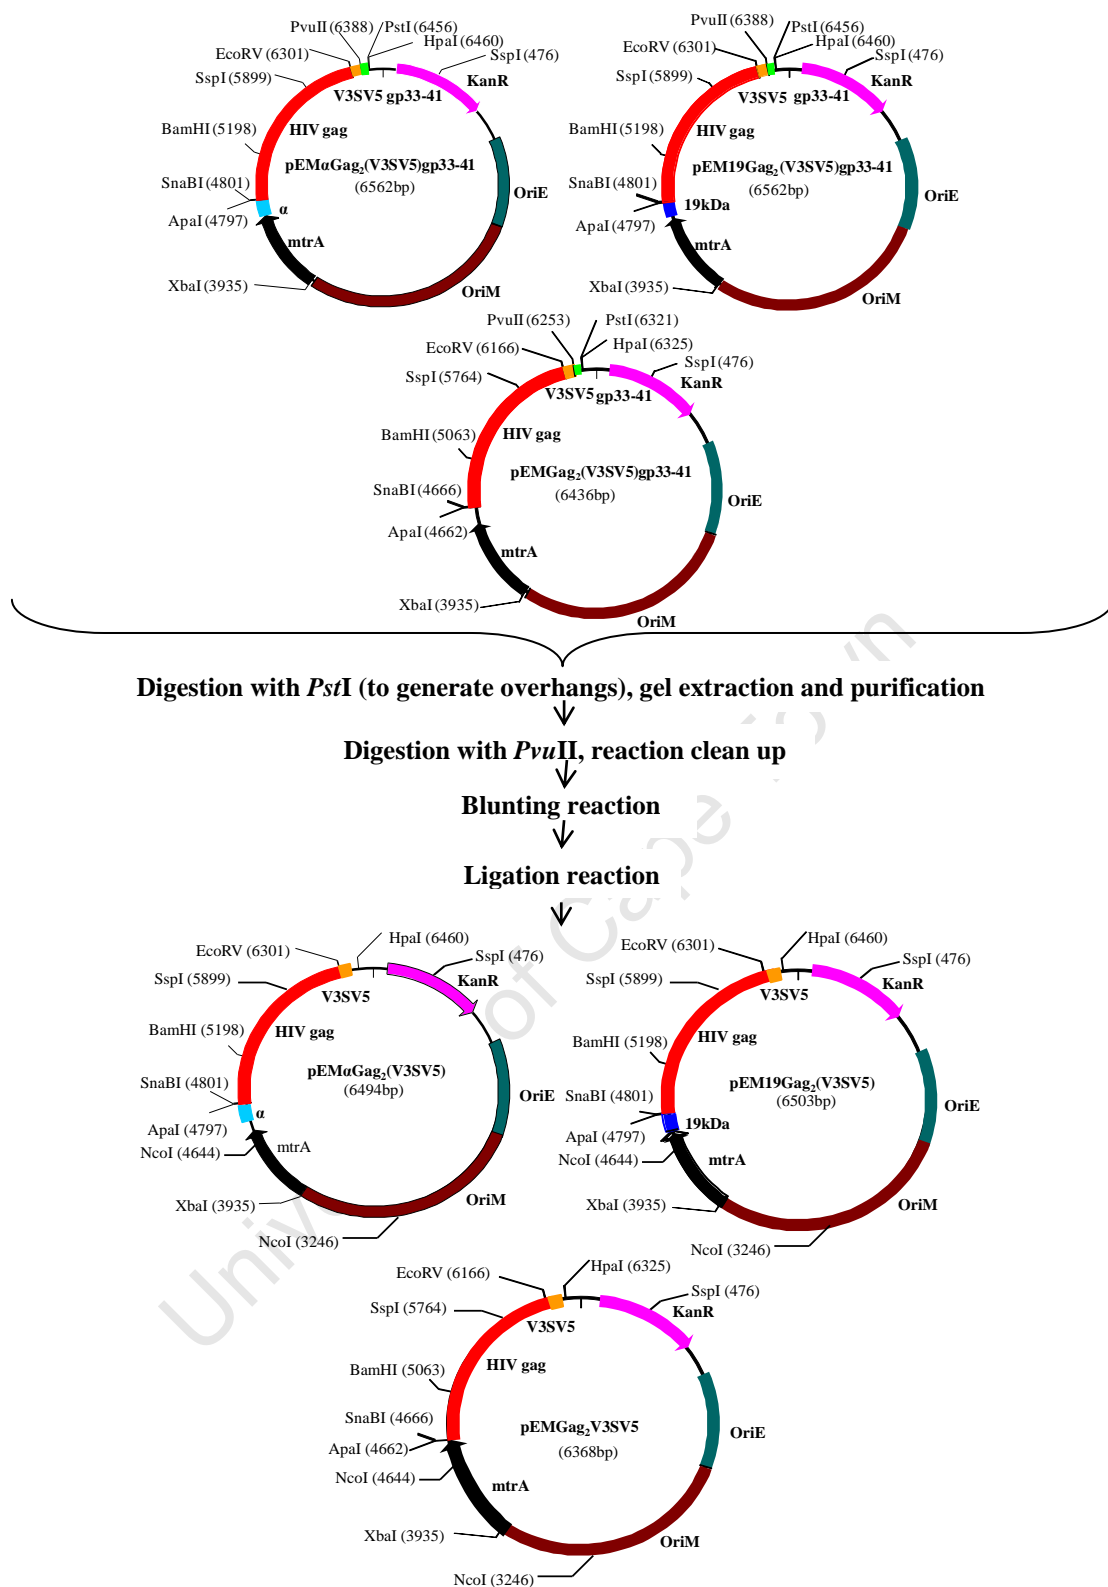 PvuII (6388)
PstI (6456)
HpaI (6460)
EcoRV (6301)
SspI (476)
SspI (5899)
KanR
V3SV5 gp33-41
BamHI (5198)
HIV gag
pEMαGag₂(V3SV5)gp33-41
(6562bp)
SnaBI (4801)
OriE
ApaI (4797)
α
mtrA
XbaI (3935)
OriM
PvuII (6388)
PstI (6456)
HpaI (6460)
EcoRV (6301)
SspI (476)
SspI (5899)
KanR
V3SV5 gp33-41
BamHI (5198)
HIV gag
pEM19Gag₂(V3SV5)gp33-41
(6562bp)
SnaBI (4801)
OriE
19kDa
ApaI (4797)
mtrA
XbaI (3935)
OriM
PvuII (6253)
PstI (6321)
HpaI (6325)
EcoRV (6166)
SspI (476)
SspI (5764)
KanR
V3SV5 gp33-41
BamHI (5063)
HIV gag
pEMGag₂(V3SV5)gp33-41
(6436bp)
SnaBI (4666)
OriE
ApaI (4662)
mtrA
XbaI (3935)
OriM
Digestion with PstI (to generate overhangs), gel extraction and purification
Digestion with PvuII, reaction clean up
Blunting reaction
Ligation reaction
HpaI (6460)
EcoRV (6301)
SspI (476)
SspI (5899)
KanR
V3SV5
BamHI (5198)
HIV gag
pEMαGag₂(V3SV5)
(6494bp)
SnaBI (4801)
OriE
α
ApaI (4797)
NcoI (4644)
mtrA
XbaI (3935)
OriM
NcoI (3246)
HpaI (6460)
EcoRV (6301)
SspI (476)
SspI (5899)
KanR
V3SV5
BamHI (5198)
HIV gag
pEM19Gag₂(V3SV5)
(6503bp)
SnaBI (4801)
OriE
19kDa
ApaI (4797)
NcoI (4644)
mtrA
XbaI (3935)
OriM
NcoI (3246)
HpaI (6325)
EcoRV (6166)
SspI (476)
SspI (5764)
KanR
V3SV5
HIV gag
BamHI (5063)
SnaBI (4666)
pEMGag₂V3SV5
OriE
ApaI (4662)
(6368bp)
NcoI (4644)
mtrA
XbaI (3935)
OriM
NcoI (3246)
of Cape